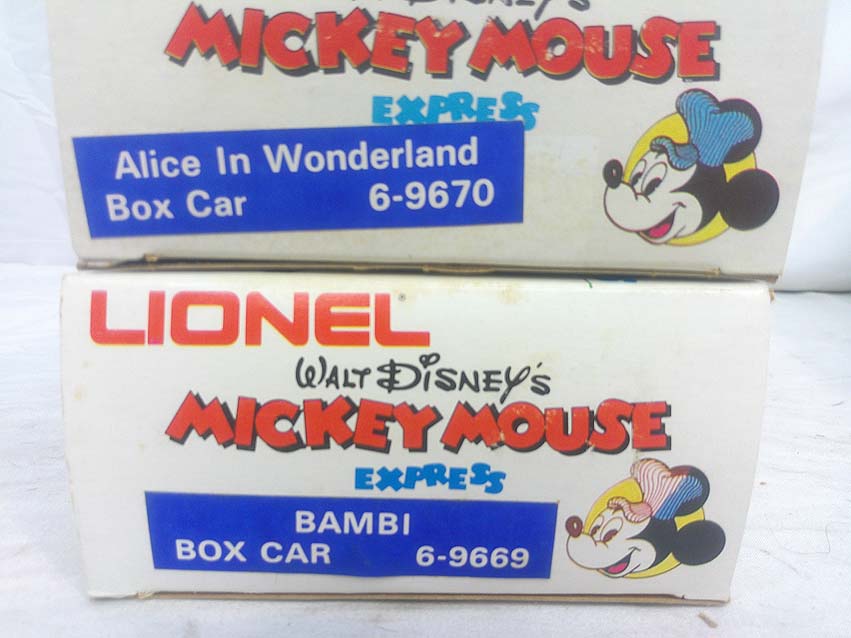 MICKEY MOUSE
EXPRESS
Alice In Wonderland
Box Car 6-9670
LIONEL
WALT DISNEY'S
MICKEY MOUSE
EXPRESS
BAMBI
BOX CAR 6-9669